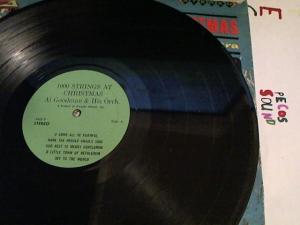 1000 STRINGS AT
CHRISTMAS
Al Goodman & His Orch.
STEREO
Side A
O COME ALL YE FAITHFUL
HARK THE HERALD ANGELS SING
GOD REST YE MERRY GENTLEMEN
O LITTLE TOWN OF BETHLEHEM
JOY TO THE WORLD
TMAS
E
PECOS
SOUND